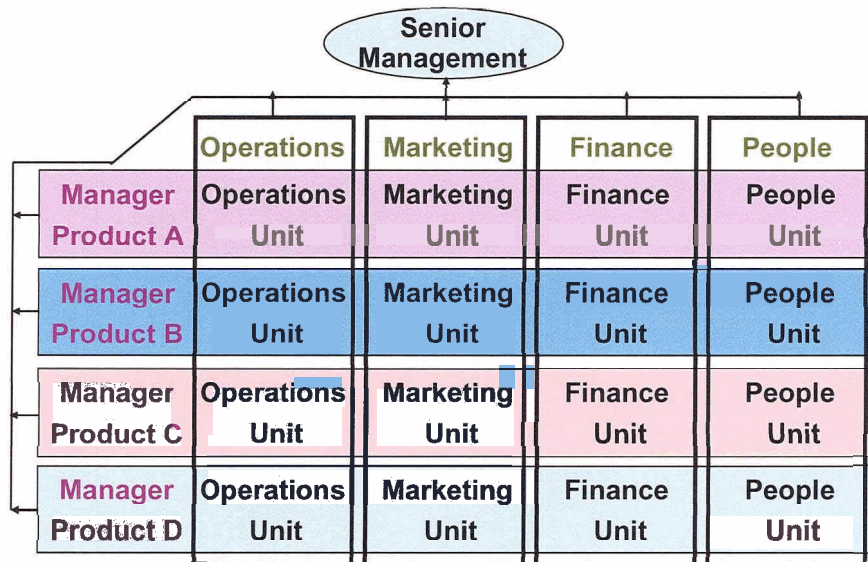 Senior
Management
Operations Marketing Finance People
Manager Operations Marketing Finance People
Product A Unit Unit Unit Unit
Manager Operations Marketing Finance People
Product B Unit Unit Unit Unit
Manager Operations Marketing Finance People
Product C Unit Unit Unit Unit
Manager Operations Marketing Finance People
Product D Unit Unit Unit Unit